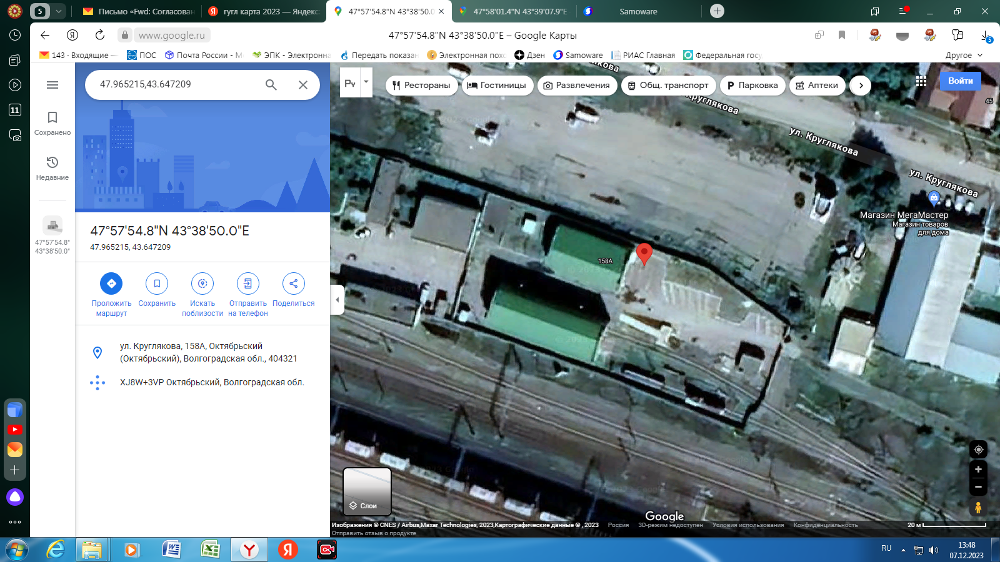 5
Письмо «Fwd: Согласован
гугл карта 2023 — Яндекс
47°57'54.8"N 43°38'50.0
47°58'01.4"N 43°39'07.9"E
Samoware
www.google.ru
47°57'54.8"N 43°38'50.0"E – Google Карты
5
143 · Входящие —
ПОС
Почта России - М
ЭПК - Электронна
Передать показан
Электронная похо
Дзен
Samoware
РИАС Главная
Федеральная госу
Другое
11
Сохранено
Недавние
47°57'54.8"
43°38'50.0"
47.965215,43.647209
47°57'54.8"N 43°38'50.0"E
47.965215, 43.647209
Проложить
маршрут
Сохранить
Искать
поблизости
Отправить
на телефон
Поделиться
ул. Круглякова, 158А, Октябрьский
(Октябрьский), Волгоградская обл., 404321
XJ8W+3VP Октябрьский, Волгоградская обл.
Рестораны
Гостиницы
Развлечения
Общ. транспорт
Парковка
Аптеки
Войти
45
ул. Круглякова
ул. Круглякова
Магазин МегаМастер
Магазин товаров
для дома
158А
Слои
Google
Изображения © CNES / Airbus,Maxar Technologies, 2023,Картографические данные © , 2023
Россия
3D-режим недоступен
Условия использования
Конфиденциальность
20 м
Отправить отзыв о продукте
RU
13:48
07.12.2023